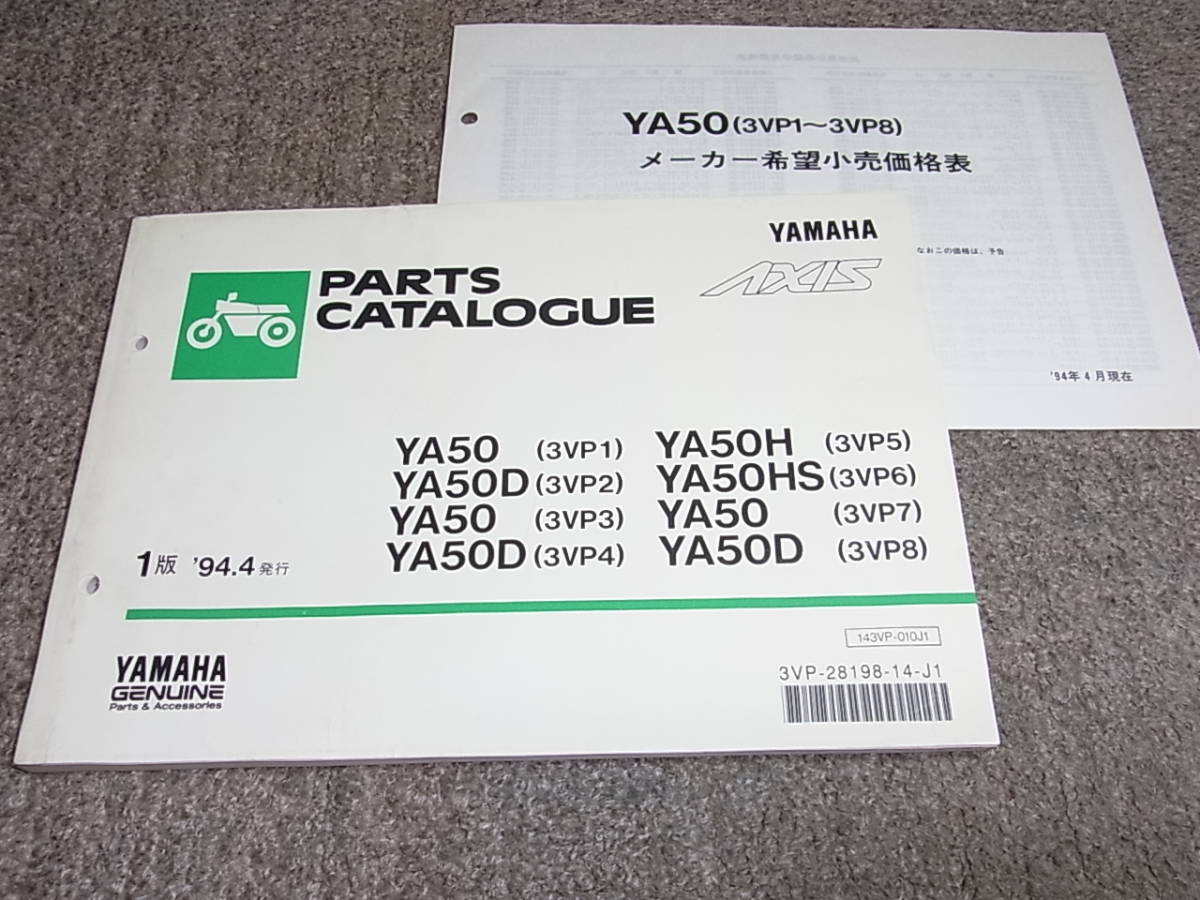 YA50 (3VP1～3VP8)
メーカー希望小売価格表
なおこの価格は、予告
'94年4月現在
YAMAHA
AXIS
PARTS
CATALOGUE
YA50 (3VP1) YA50H (3VP5)
YA50D (3VP2) YA50HS (3VP6)
YA50 (3VP3) YA50 (3VP7)
YA50D (3VP4) YA50D (3VP8)
1版 '94.4発行
143VP-010J1
3VP-28198-14-J1
YAMAHA
GENUINE
Parts & Accessories